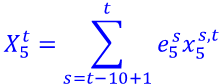 $X_5^t = \sum_{s=t-10+1}^{t} e_5^s x_5^{s,t}$